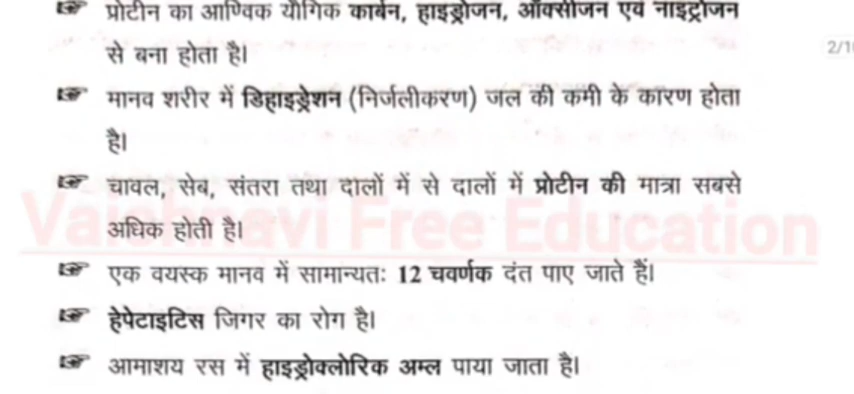 ☞ प्रोटीन का आण्विक यौगिक कार्बन, हाइड्रोजन, ऑक्सीजन एवं नाइट्रोजन
से बना होता है।
2/1
☞ मानव शरीर में डिहाइड्रेशन (निर्जलीकरण) जल की कमी के कारण होता
है।
☞ चावल, सेब, संतरा तथा दालों में से दालों में प्रोटीन की मात्रा सबसे
अधिक होती है।
Vaishnavi Free Education
☞ एक वयस्क मानव में सामान्यतः 12 चवर्णक दंत पाए जाते हैं।
☞ हेपेटाइटिस जिगर का रोग है।
☞ आमाशय रस में हाइड्रोक्लोरिक अम्ल पाया जाता है।